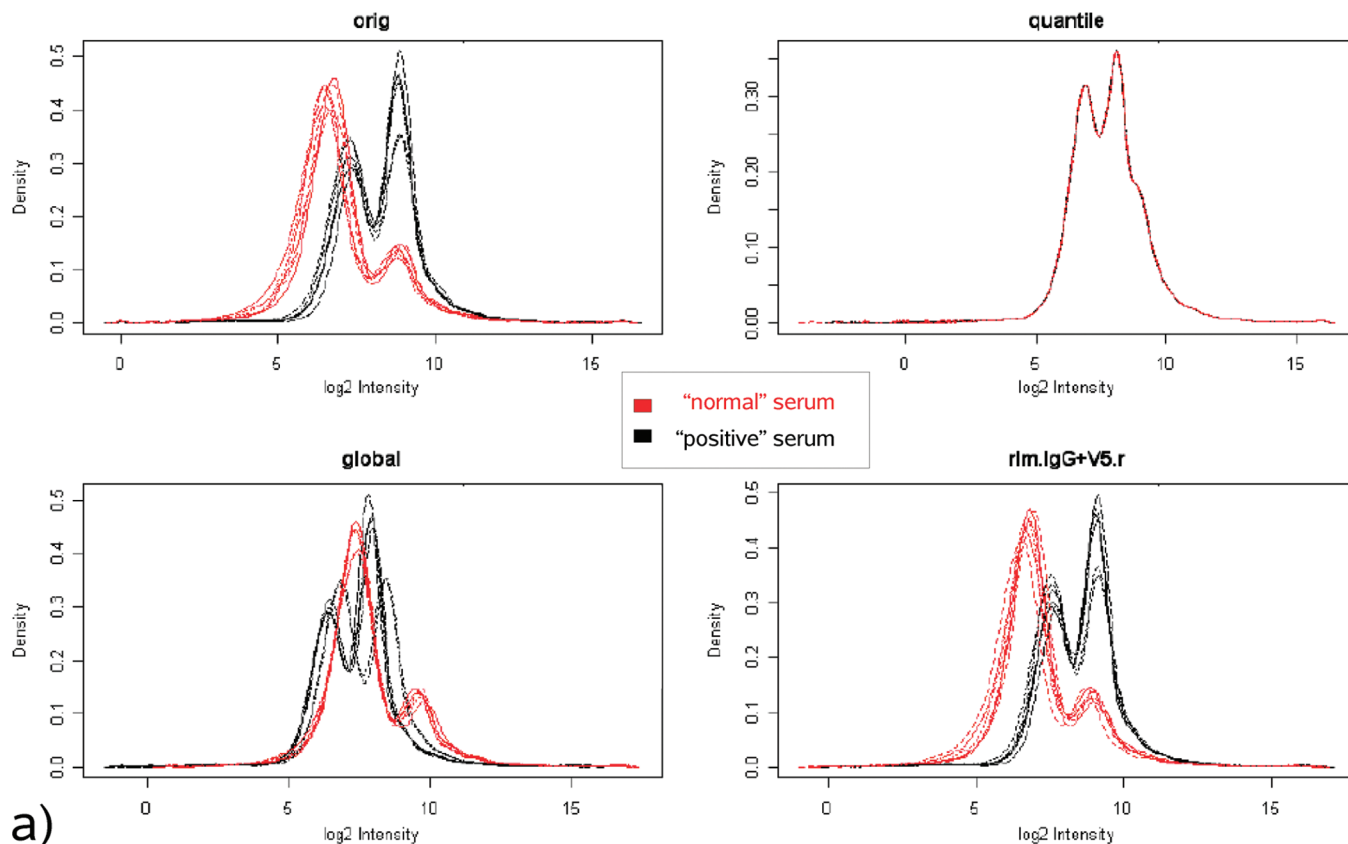 orig
quantile
Density
0.0
0.1
0.2
0.3
0.4
0.5
0
5
10
15
log2 Intensity
Density
0.00
0.10
0.20
0.30
0
5
10
15
log2 Intensity
“normal” serum
“positive” serum
global
rlm.IgG+V5.r
Density
0.0
0.1
0.2
0.3
0.4
0.5
0
5
10
15
log2 Intensity
Density
0.0
0.1
0.2
0.3
0.4
0.5
0
5
10
15
log2 Intensity
a)